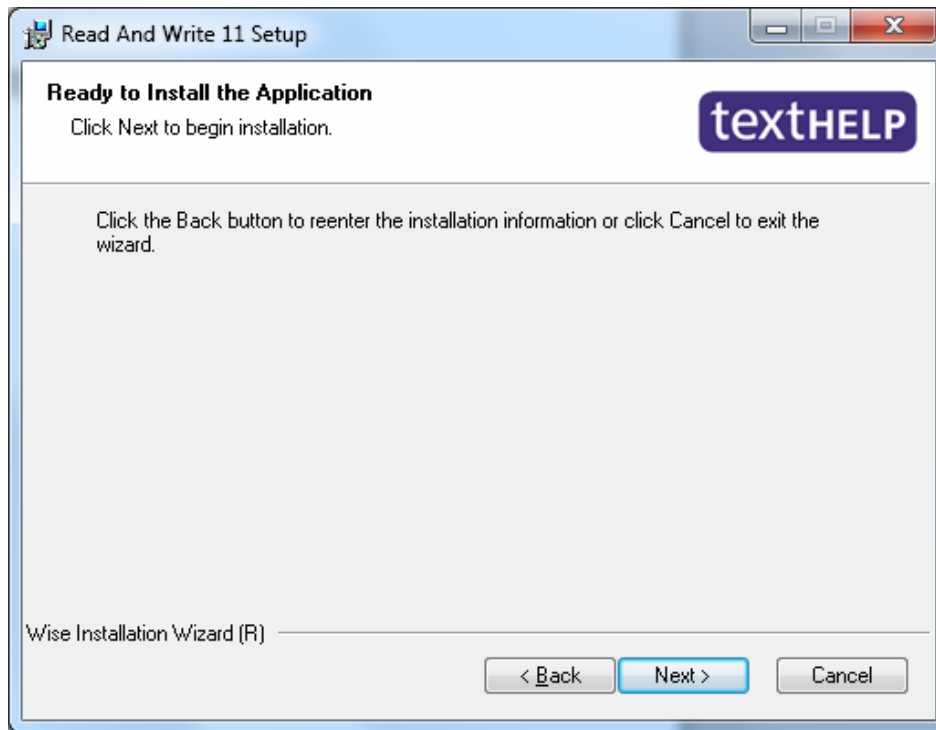 Read And Write 11 Setup
Ready to Install the Application
Click Next to begin installation.
textHELP
Click the Back button to reenter the installation information or click Cancel to exit the
wizard.
Wise Installation Wizard (R)
< Back Next > Cancel